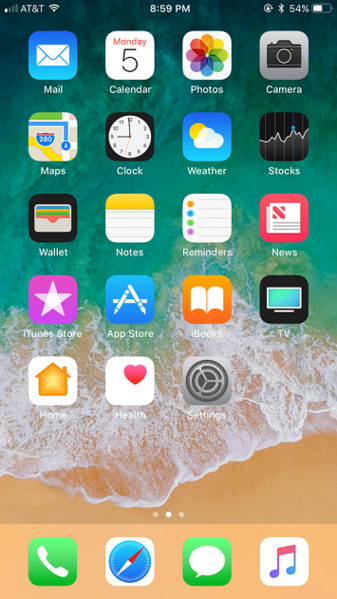 AT&T 8:59 PM 54%
Monday
5
Mail Calendar Photos Camera
280
Maps Clock Weather Stocks
Wallet Notes Reminders News
iTunes Store App Store iBooks TV
Home Health Settings